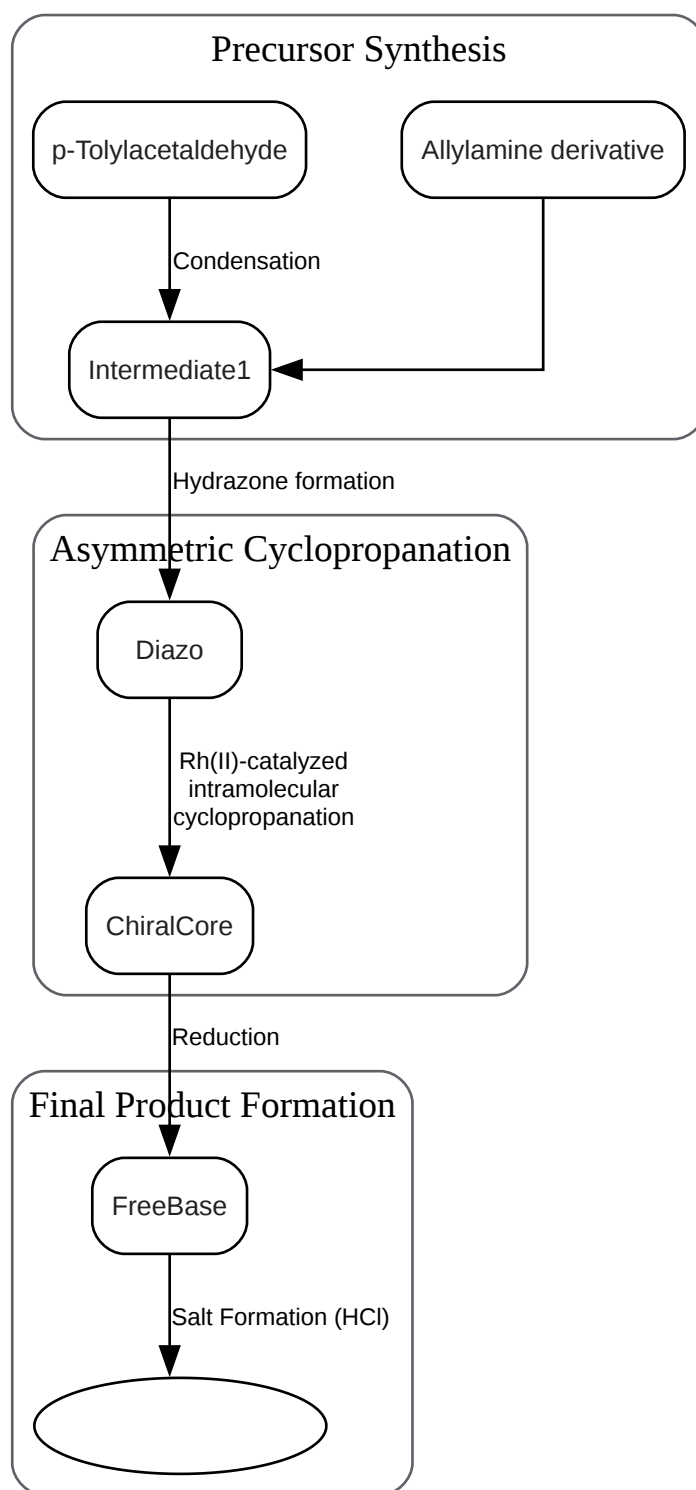 Precursor Synthesis
p-Tolylacetaldehyde
Allylamine derivative
Condensation
Intermediate1
Hydrazone formation
Asymmetric Cyclopropanation
Diazo
Rh(II)-catalyzed
intramolecular
cyclopropanation
ChiralCore
Reduction
Final Product Formation
FreeBase
Salt Formation (HCl)